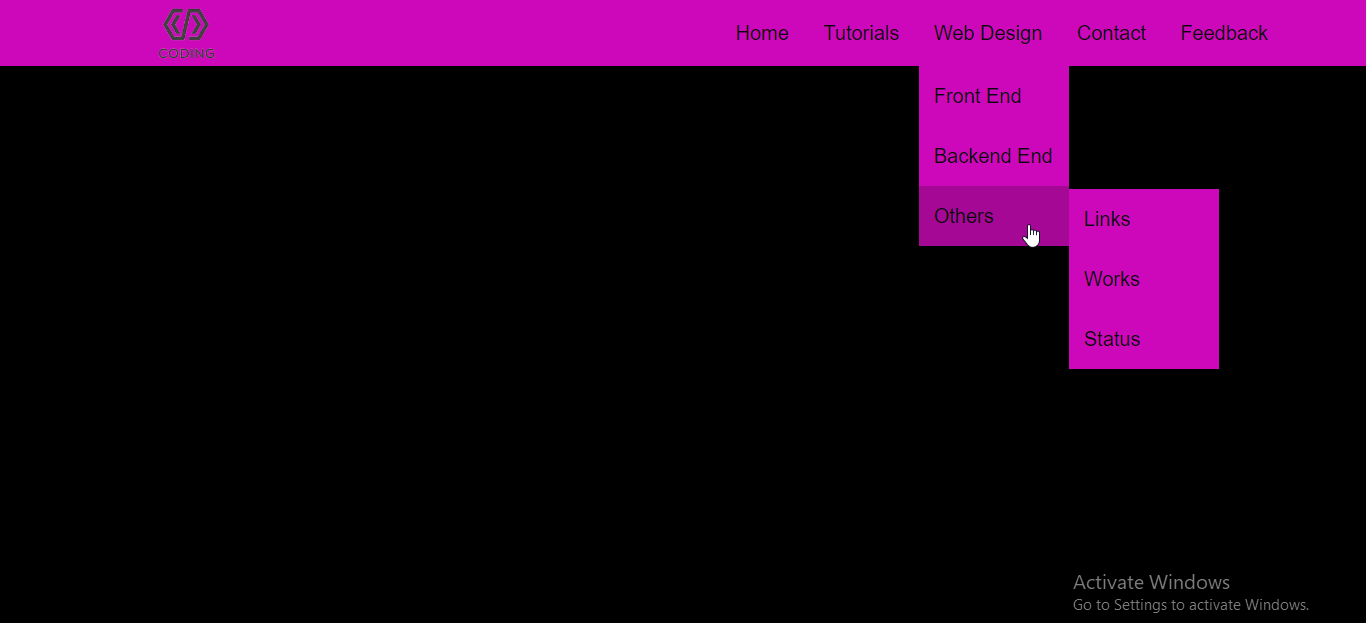 CODING
Home Tutorials Web Design Contact Feedback
Front End
Backend End
Others
Links
Works
Status
Activate Windows
Go to Settings to activate Windows.